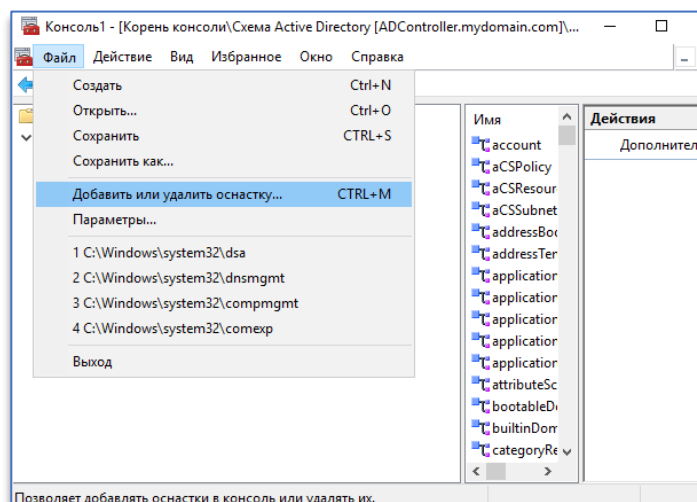 Консоль1 - [Корень консоли\Схема Active Directory [ADController.mydomain.com]\...
Файл Действие Вид Избранное Окно Справка
Создать Ctrl+N
Открыть... Ctrl+O
Сохранить CTRL+S
Сохранить как...
Добавить или удалить оснастку... CTRL+M
Параметры...
1 C:\Windows\system32\dsa
2 C:\Windows\system32\dnsmgmt
3 C:\Windows\system32\compmgmt
4 C:\Windows\system32\comexp
Выход
Имя
account
aCSPolicy
aCSResour
aCSSubnet
addressBoo
addressTer
application
application
application
application
application
attributeSc
bootableDe
builtinDom
categoryRe
Действия
Дополнител
Позволяет добавлять оснастки в консоль или удалять их.